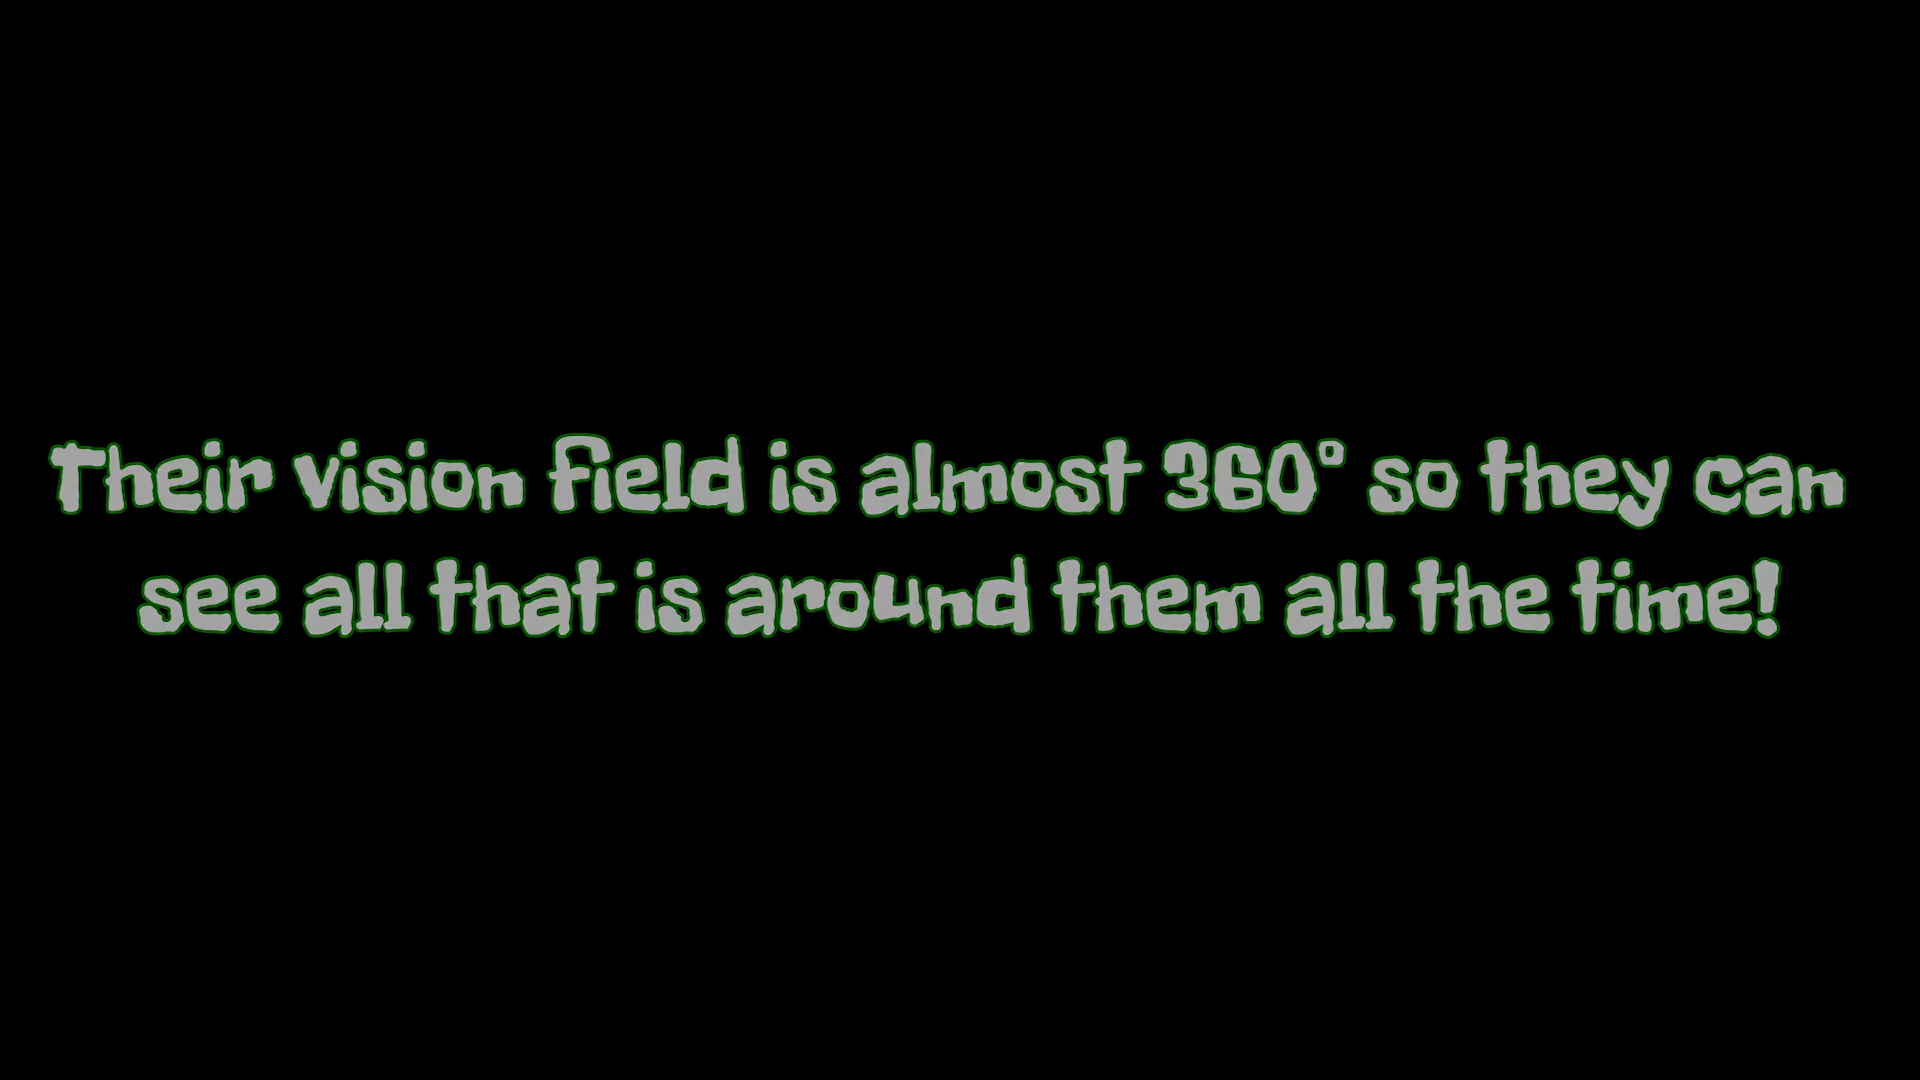 Their vision field is almost 360° so they can
see all that is around them all the time!